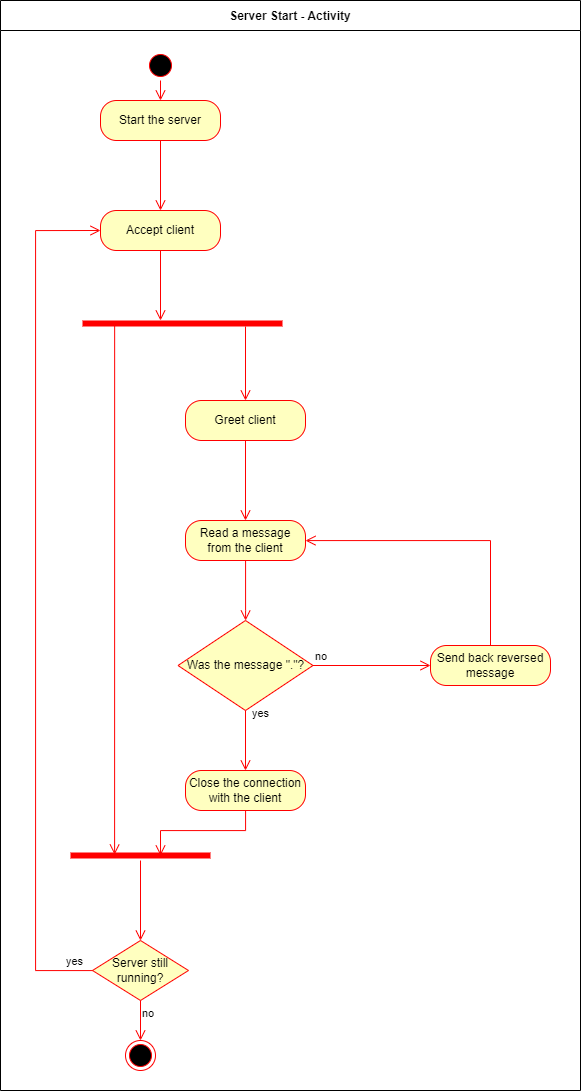 Server Start - Activity
Start the server
Accept client
Greet client
Read a message
from the client
Was the message "."?
no
Send back reversed
message
yes
Close the connection
with the client
yes
Server still
running?
no